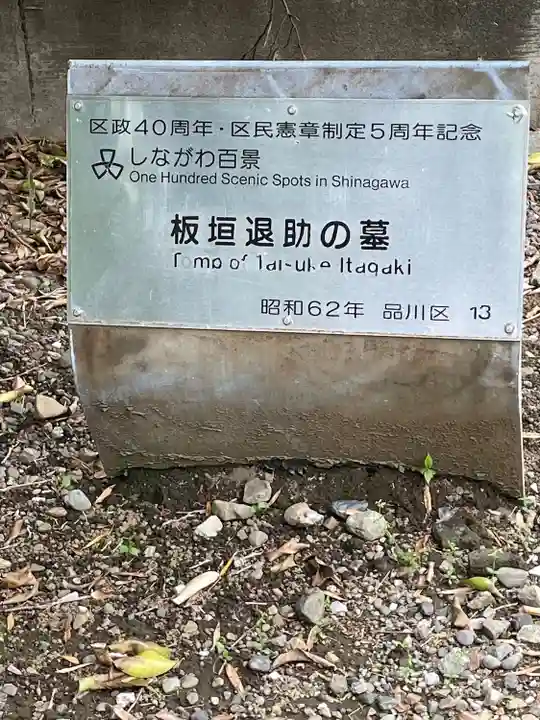 区政40周年・区民憲章制定5周年記念
しながわ百景
One Hundred Scenic Spots in Shinagawa
板垣退助の墓
Tomb of Taisuke Itagaki
昭和62年 品川区 13